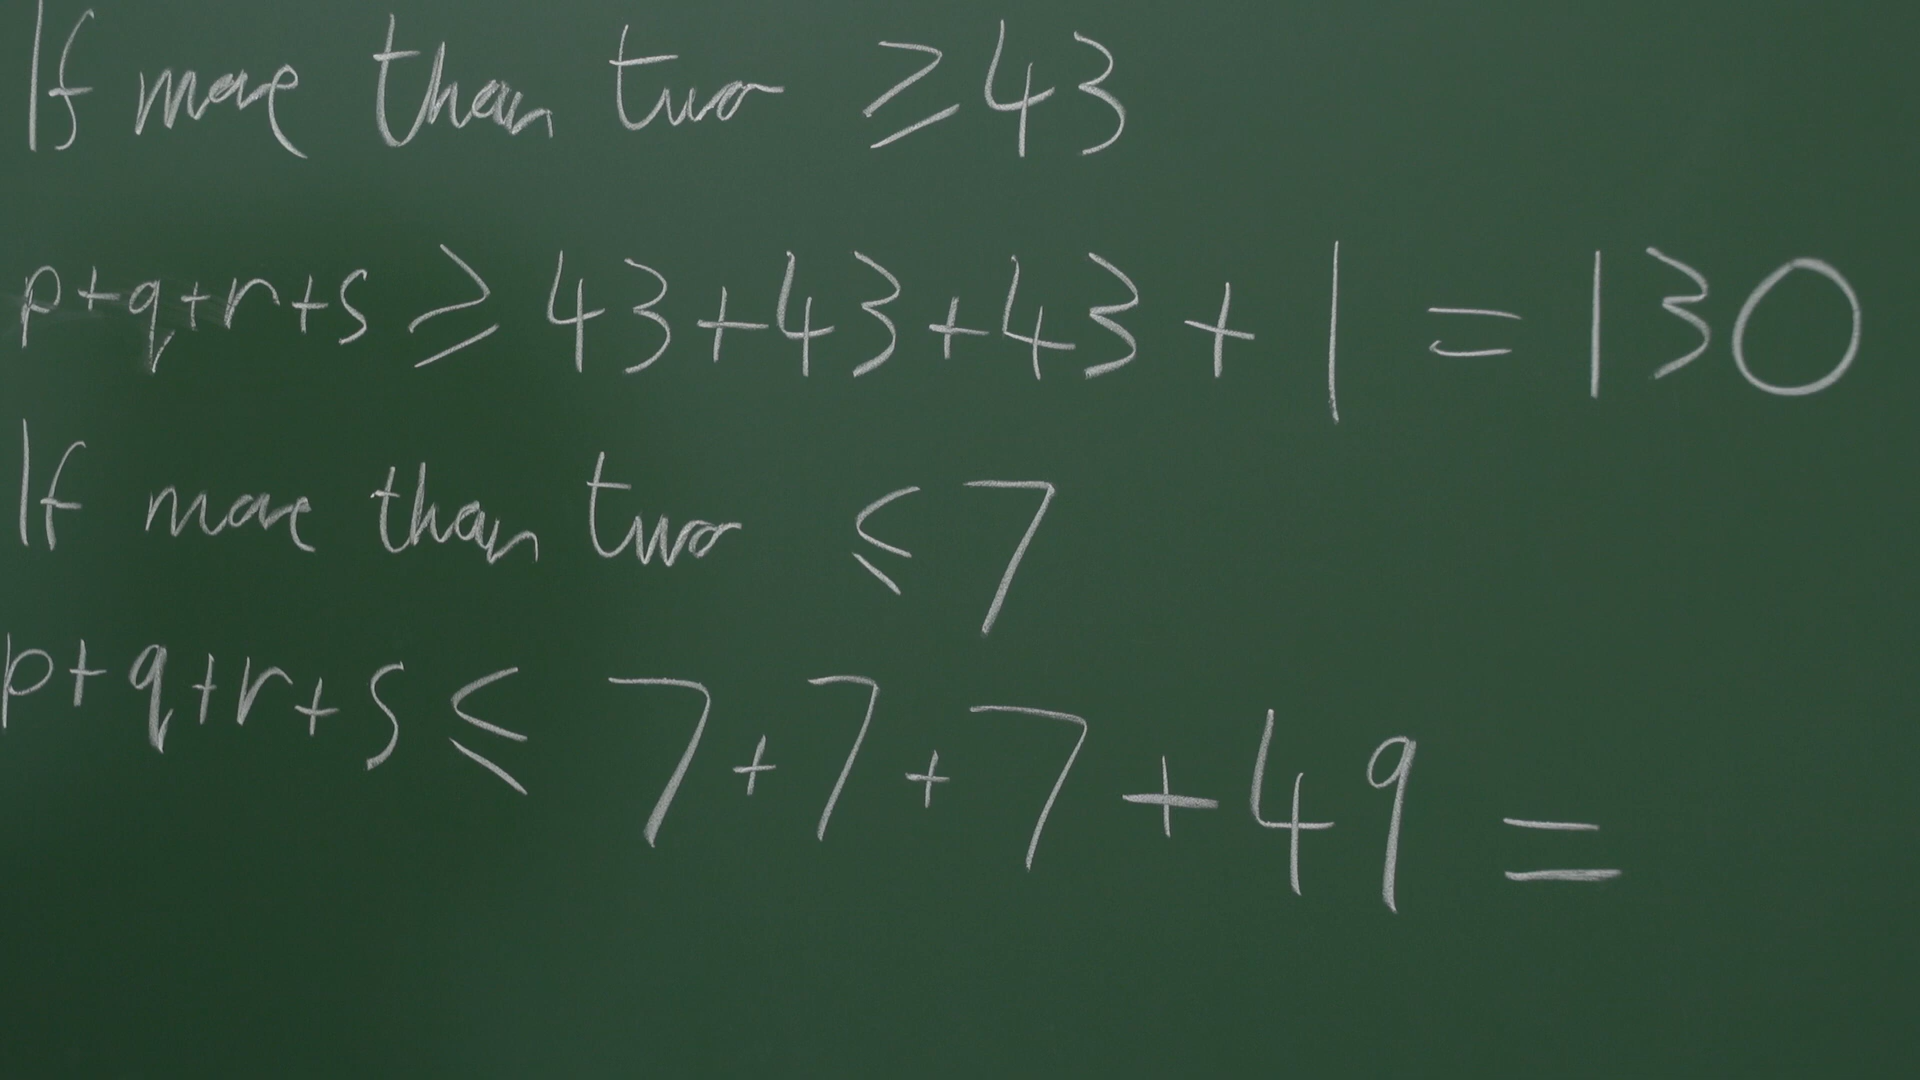 If more than two ≥ 43
p+q+r+s ≥ 43+43+43+1 = 130
If more than two ≤ 7
p+q+r+s ≤ 7+7+7+49 =